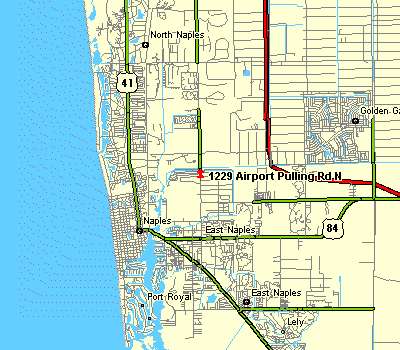 North Naples
41
Golden Ga
1229 Airport Pulling Rd,N
Naples
East Naples
84
East Naples
Port Royal
Lely